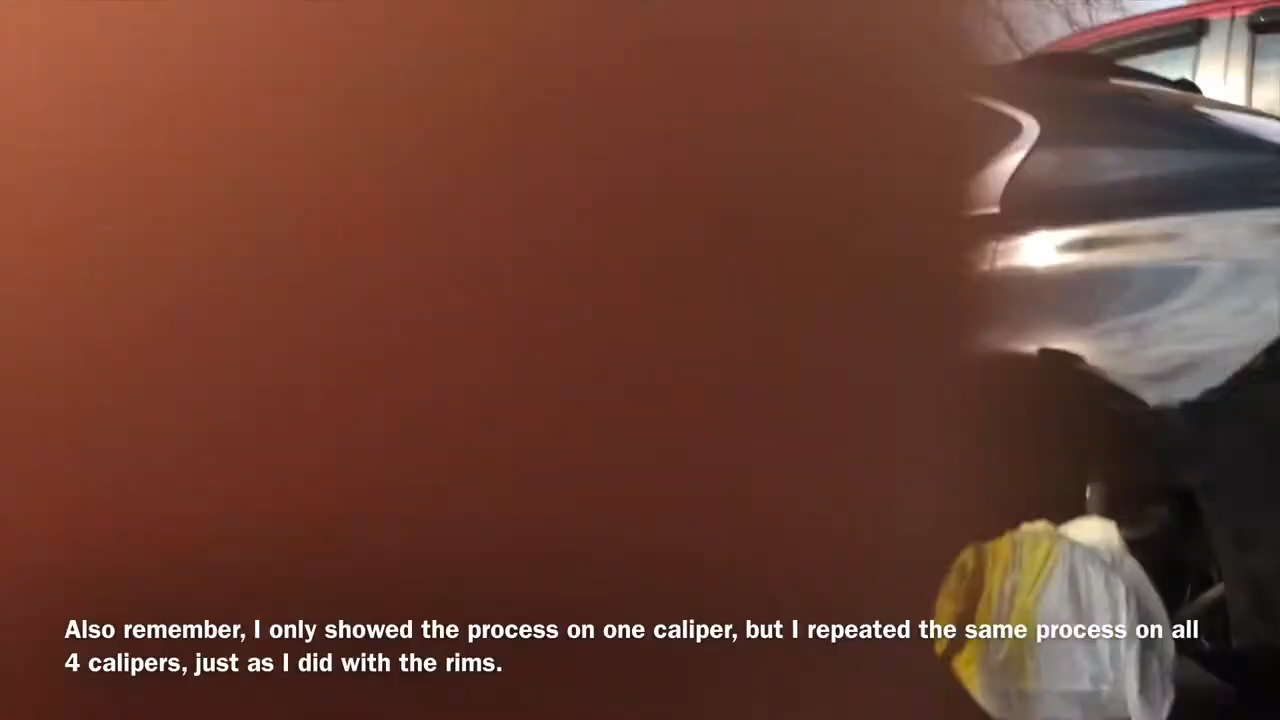 Also remember, I only showed the process on one caliper, but I repeated the same process on all
4 calipers, just as I did with the rims.